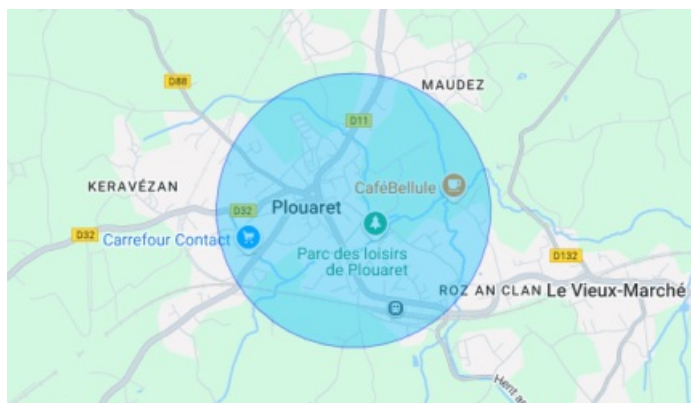 D88
MAUDEZ
D11
KERAVÉZAN
CaféBellule
D32
Plouaret
D32
Carrefour Contact
Parc des loisirs
de Plouaret
D132
ROZ AN CLAN
Le Vieux-Marché
Hent a